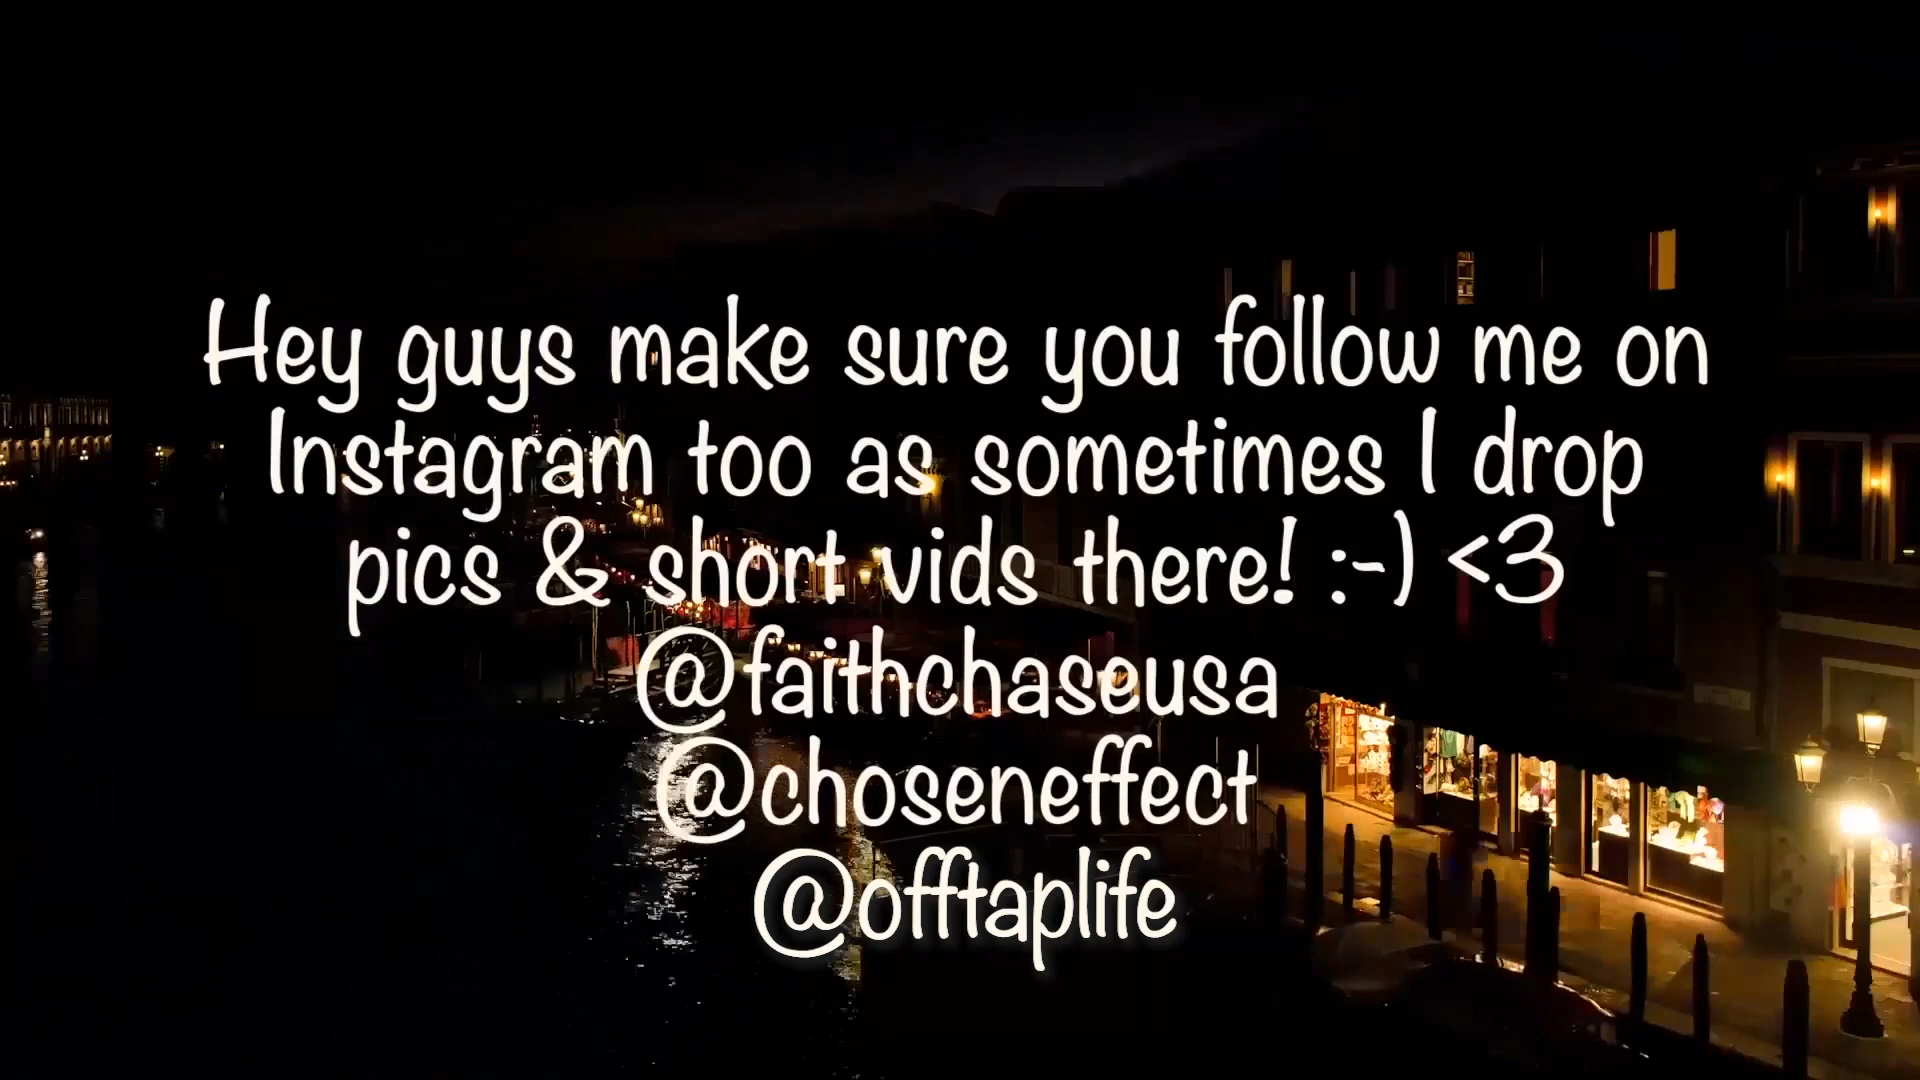 Hey guys make sure you follow me on
Instagram too as sometimes I drop
pics & short vids there! :-) <3
@faithchaseusa
@choseneffect
@offtaplife